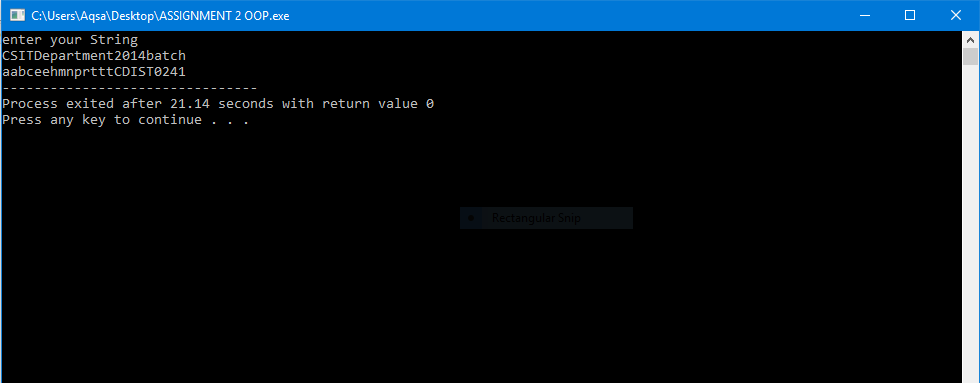 C:\Users\Aqsa\Desktop\ASSIGNMENT 2 OOP.exe
enter your String
CSITDepartment2014batch
aabceehmnprtttCDIST0241
--------------------------------
Process exited after 21.14 seconds with return value 0
Press any key to continue . . .
Rectangular Snip